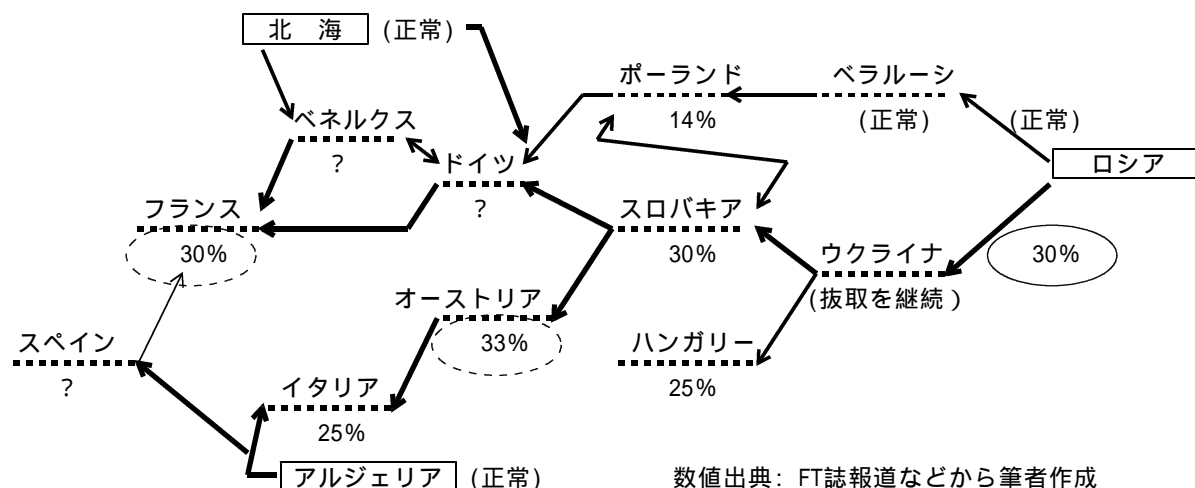 北 海 (正常)
ポーランド ベラルーシ
14% (正常) (正常)
ベネルクス
?
ドイツ
?
ロシア
フランス
30%
スロバキア
30%
ウクライナ
(抜取を継続)
30%
オーストリア
33%
スペイン
?
ハンガリー
25%
イタリア
25%
アルジェリア (正常)
数値出典: FT誌報道などから筆者作成